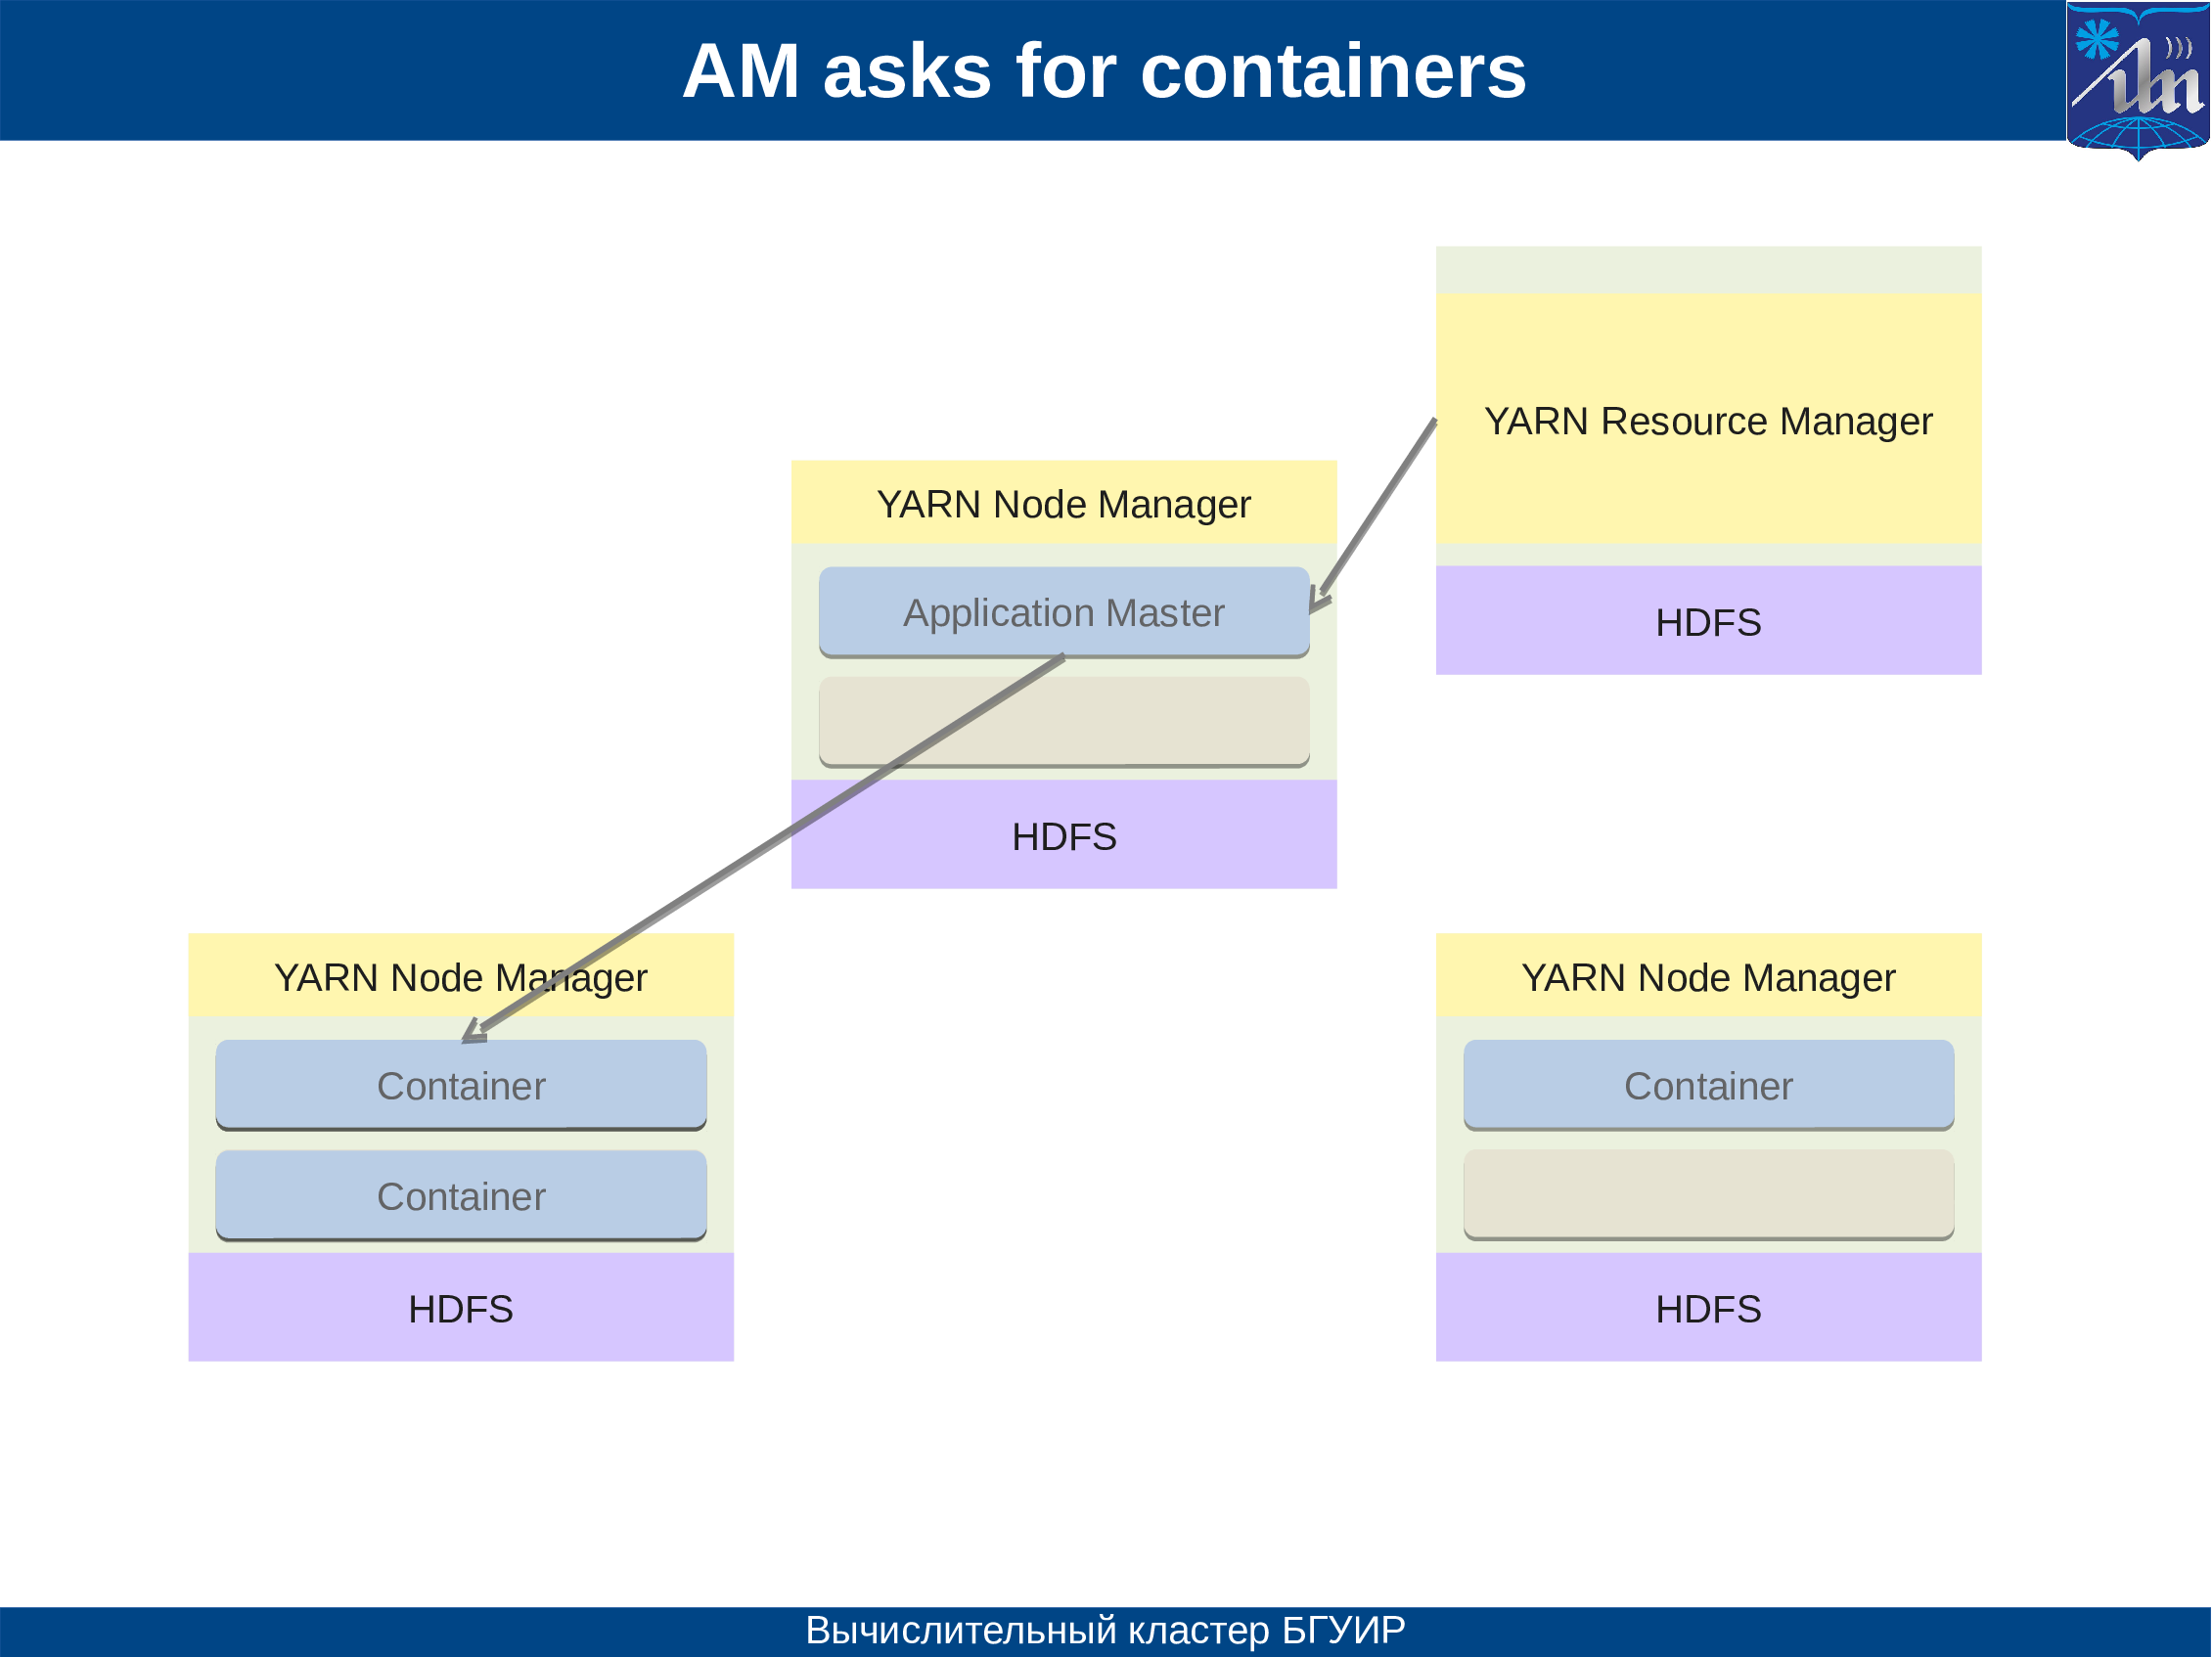 AM asks for containers
YARN Resource Manager
HDFS
YARN Node Manager
Application Master
HDFS
YARN Node Manager
Container
Container
HDFS
YARN Node Manager
Container
HDFS
Вычислительный кластер БГУИР